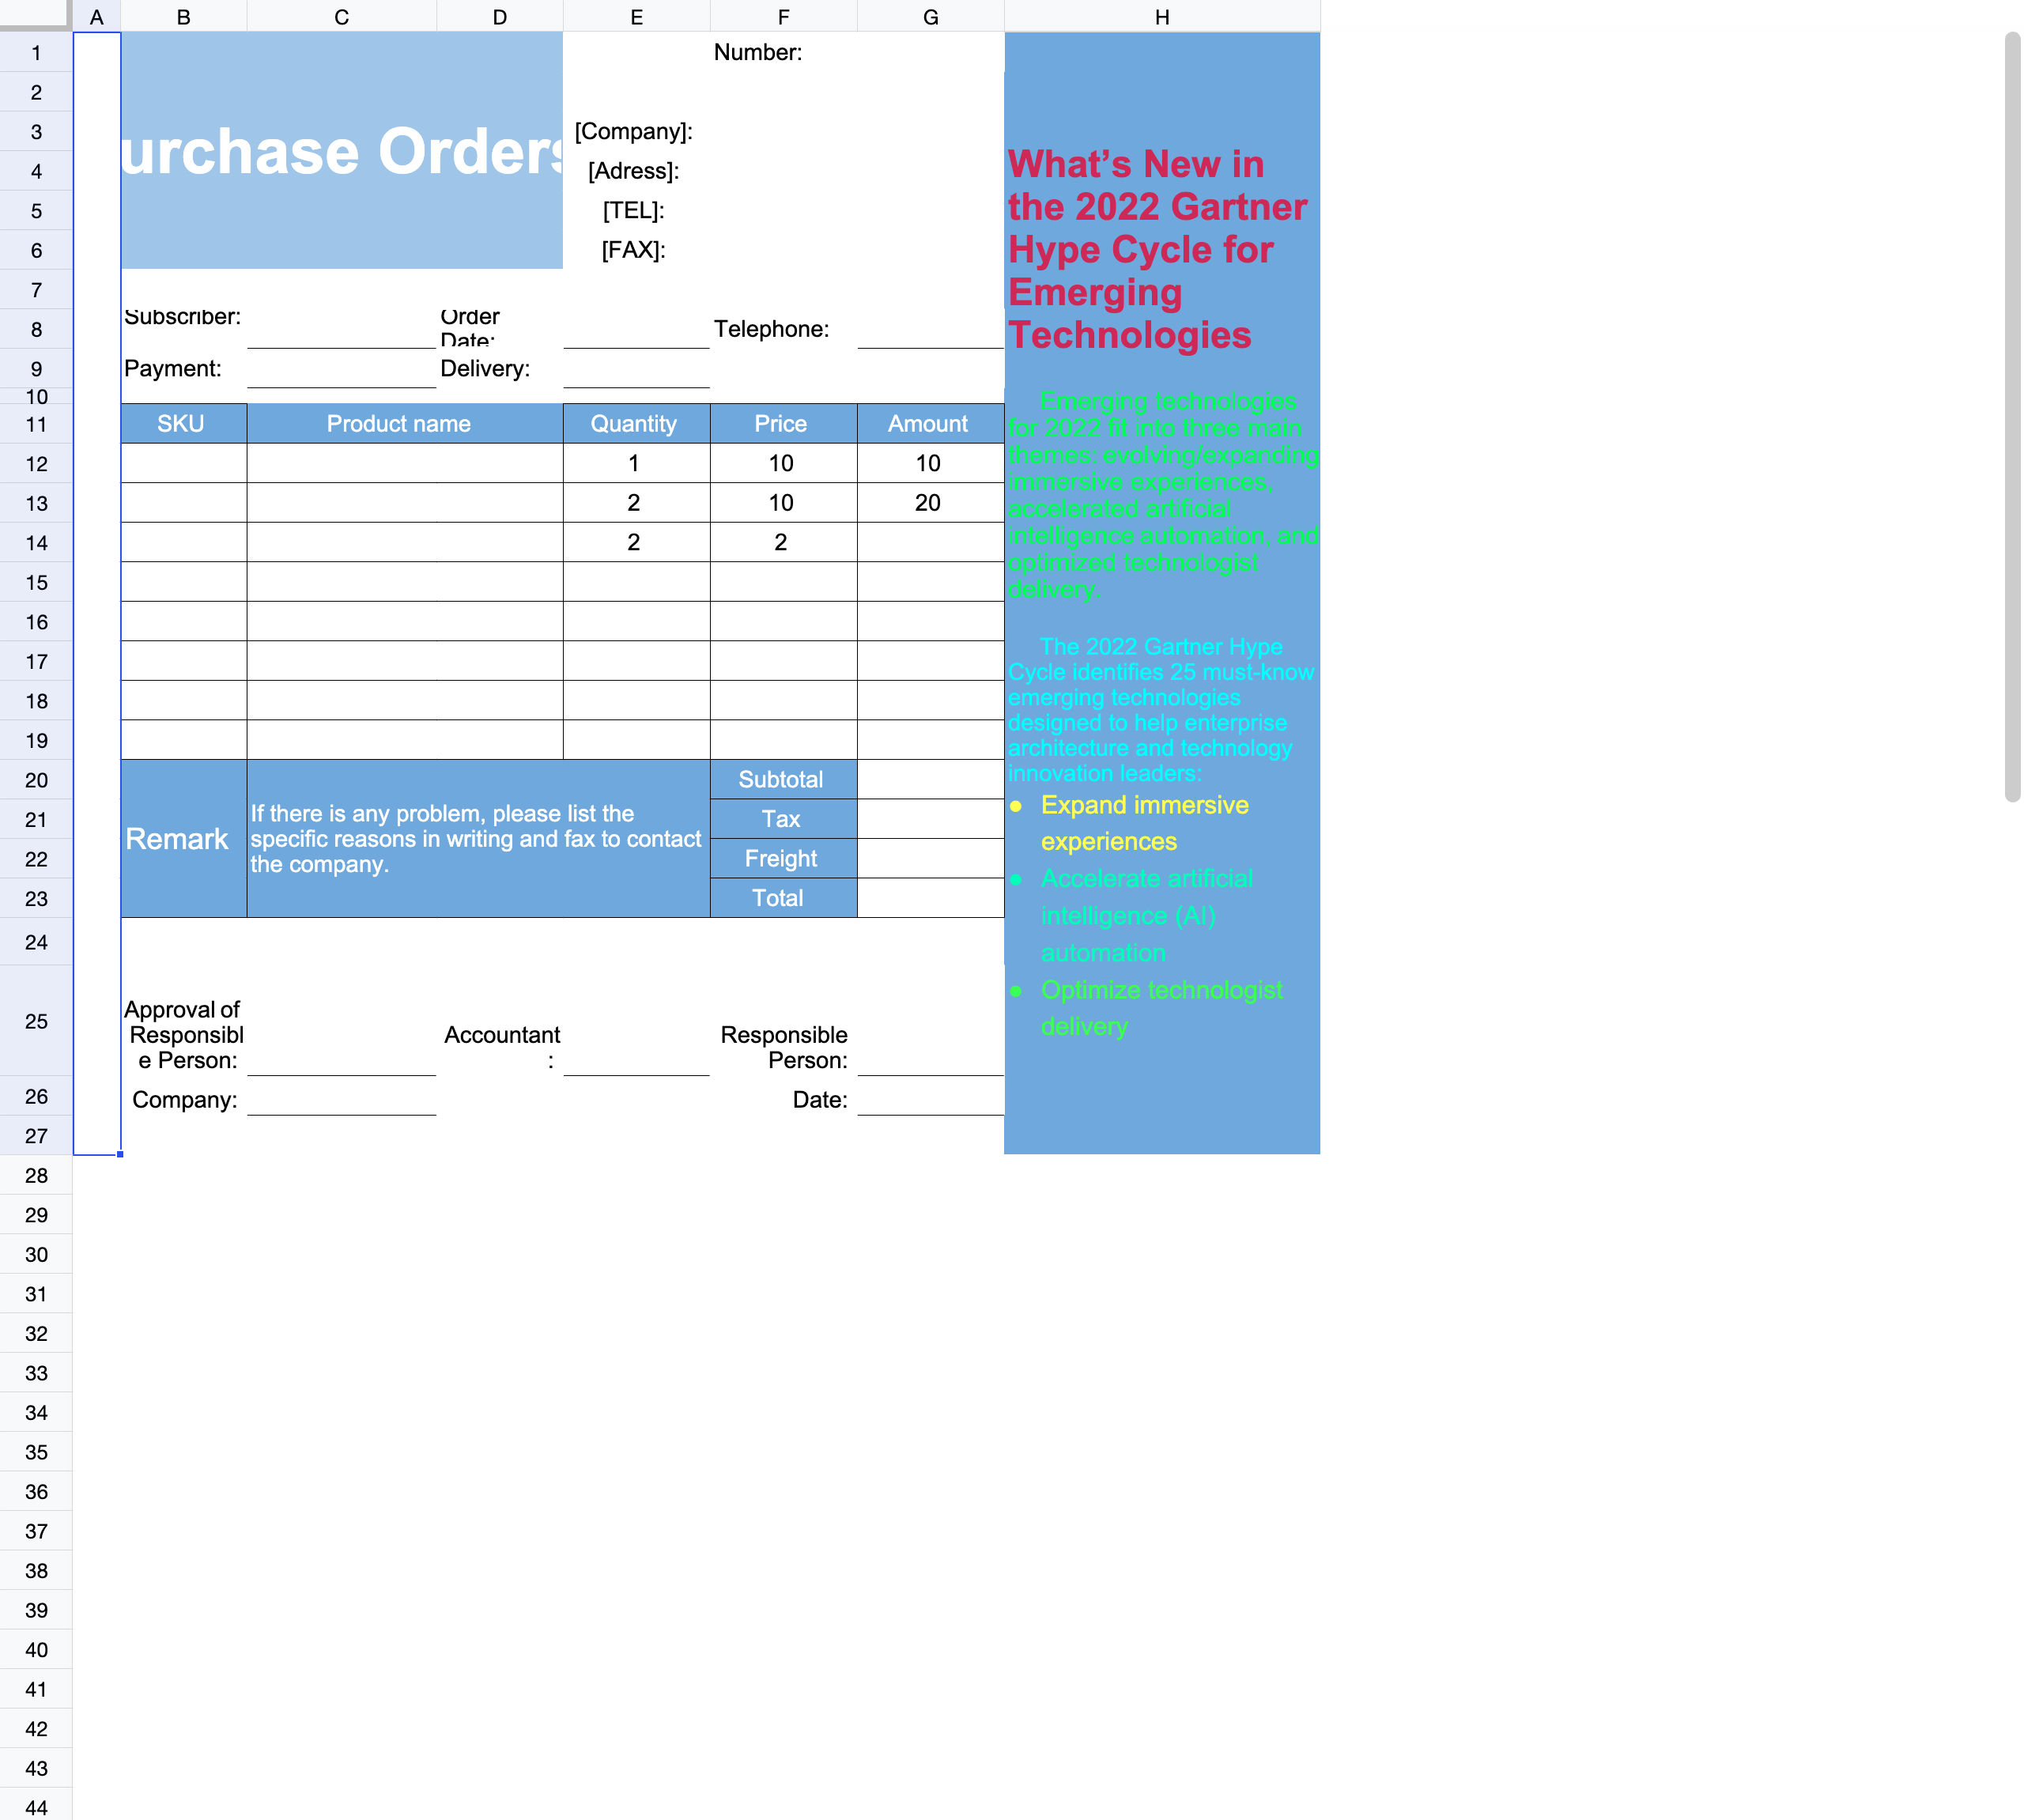 A B C D E F G H
1 Number:
2
3 [Company]:
urchase Orders
4 [Adress]:
5 [TEL]:
6 [FAX]:
7
8 Subscriber: Order Date: Telephone:
9 Payment: Delivery:
10
11 SKU Product name Quantity Price Amount
12 1 10 10
13 2 10 20
14 2 2
15
16
17
18
19
20 Subtotal
21 Tax
22 Freight
23 Total
Remark
If there is any problem, please list the
specific reasons in writing and fax to contact
the company.
24
25
Approval of
Responsibl
e Person:
Accountant
:
Responsible
Person:
26 Company: Date:
27
28
29
30
31
32
33
34
35
36
37
38
39
40
41
42
43
44
What’s New in
the 2022 Gartner
Hype Cycle for
Emerging
Technologies
Emerging technologies
for 2022 fit into three main
themes: evolving/expanding
immersive experiences,
accelerated artificial
intelligence automation, and
optimized technologist
delivery.
The 2022 Gartner Hype
Cycle identifies 25 must-know
emerging technologies
designed to help enterprise
architecture and technology
innovation leaders:
● Expand immersive
experiences
● Accelerate artificial
intelligence (AI)
automation
● Optimize technologist
delivery